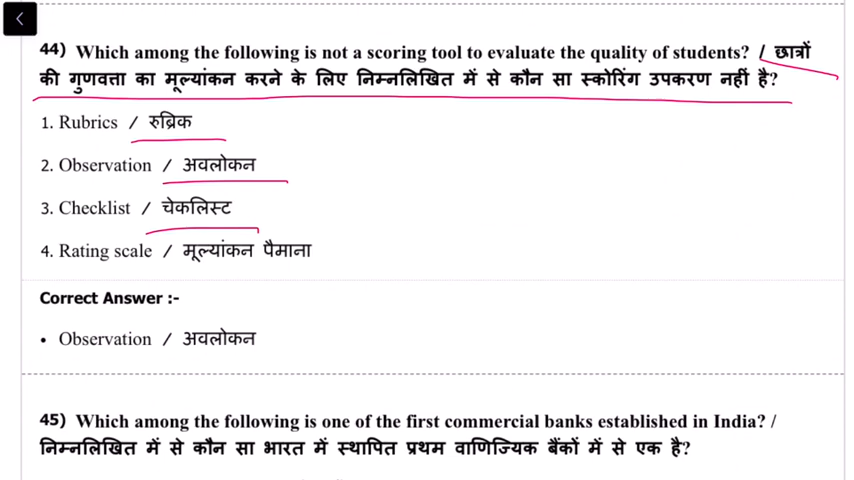 44) Which among the following is not a scoring tool to evaluate the quality of students? / छात्रों
की गुणवत्ता का मूल्यांकन करने के लिए निम्नलिखित में से कौन सा स्कोरिंग उपकरण नहीं है?
1. Rubrics / रुब्रिक
2. Observation / अवलोकन
3. Checklist / चेकलिस्ट
4. Rating scale / मूल्यांकन पैमाना
Correct Answer :-
• Observation / अवलोकन
45) Which among the following is one of the first commercial banks established in India? /
निम्नलिखित में से कौन सा भारत में स्थापित प्रथम वाणिज्यिक बैंकों में से एक है?